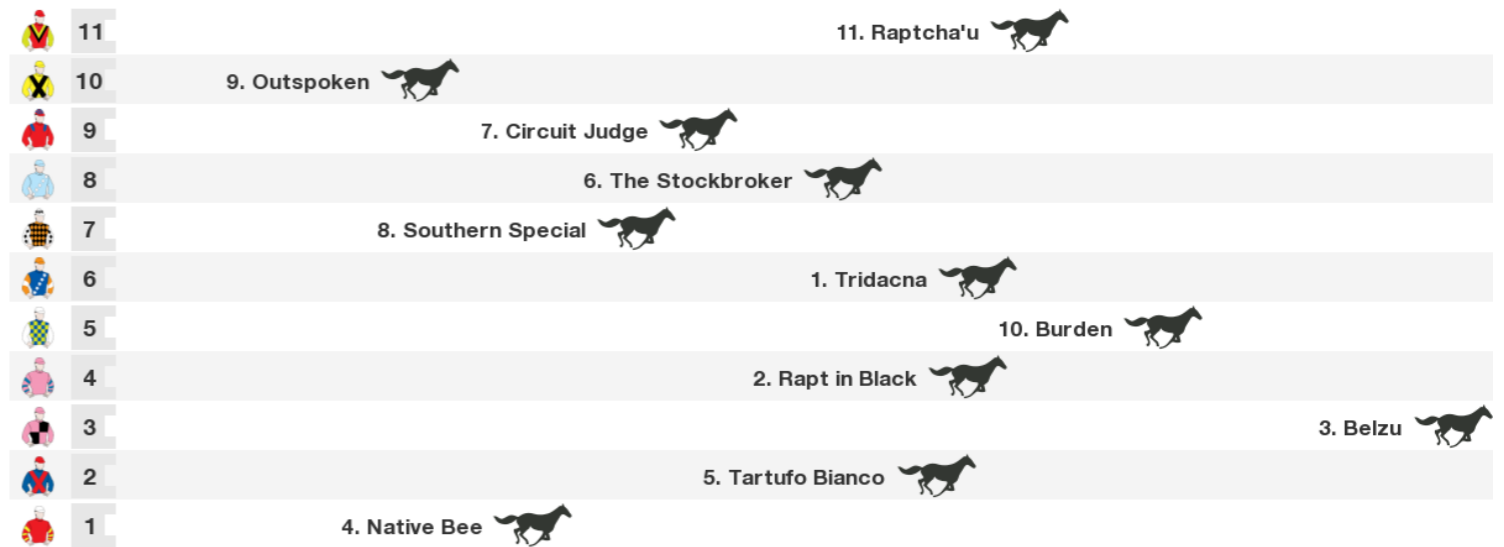 11 11. Raptcha'u
10 9. Outspoken
9 7. Circuit Judge
8 6. The Stockbroker
7 8. Southern Special
6 1. Tridacna
5 10. Burden
4 2. Rapt in Black
3 3. Belzu
2 5. Tartufo Bianco
1 4. Native Bee